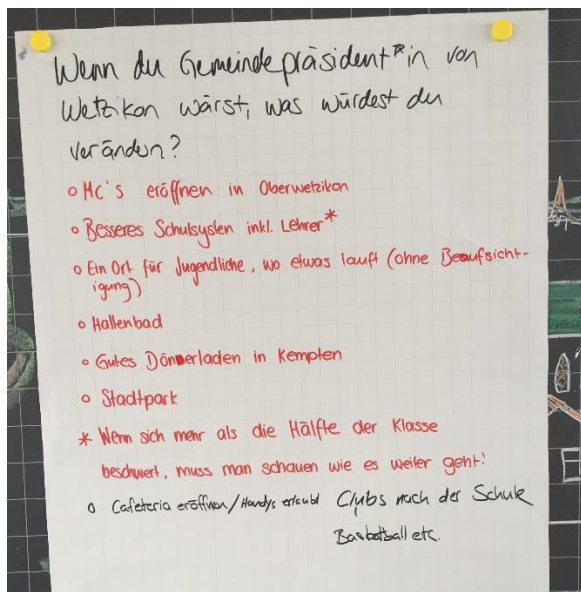 Wenn du Gemeindepräsident*in von
Wetzikon wärst, was würdest du
verändern?
o Mc's eröffnen in Oberwetzikon
o Besseres Schulsystem inkl. Lehrer*
o Ein Ort für Jugendliche, wo etwas lauft (ohne Beaufsicht-
igung)
o Hallenbad
o Gutes Dönerladen in Kempten
o Stadtpark
* Wenn sich mehr als die Hälfte der Klasse
beschwert, muss man schauen wie es weiter geht!
o Cafeteria eröffnen/Handys erlaubt Clubs nach der Schule
Basketball etc.